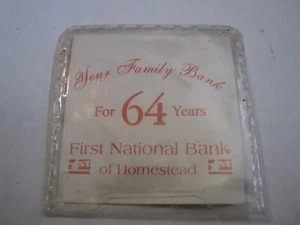 Your Family Bank
For 64 Years
First National Bank
of Homestead